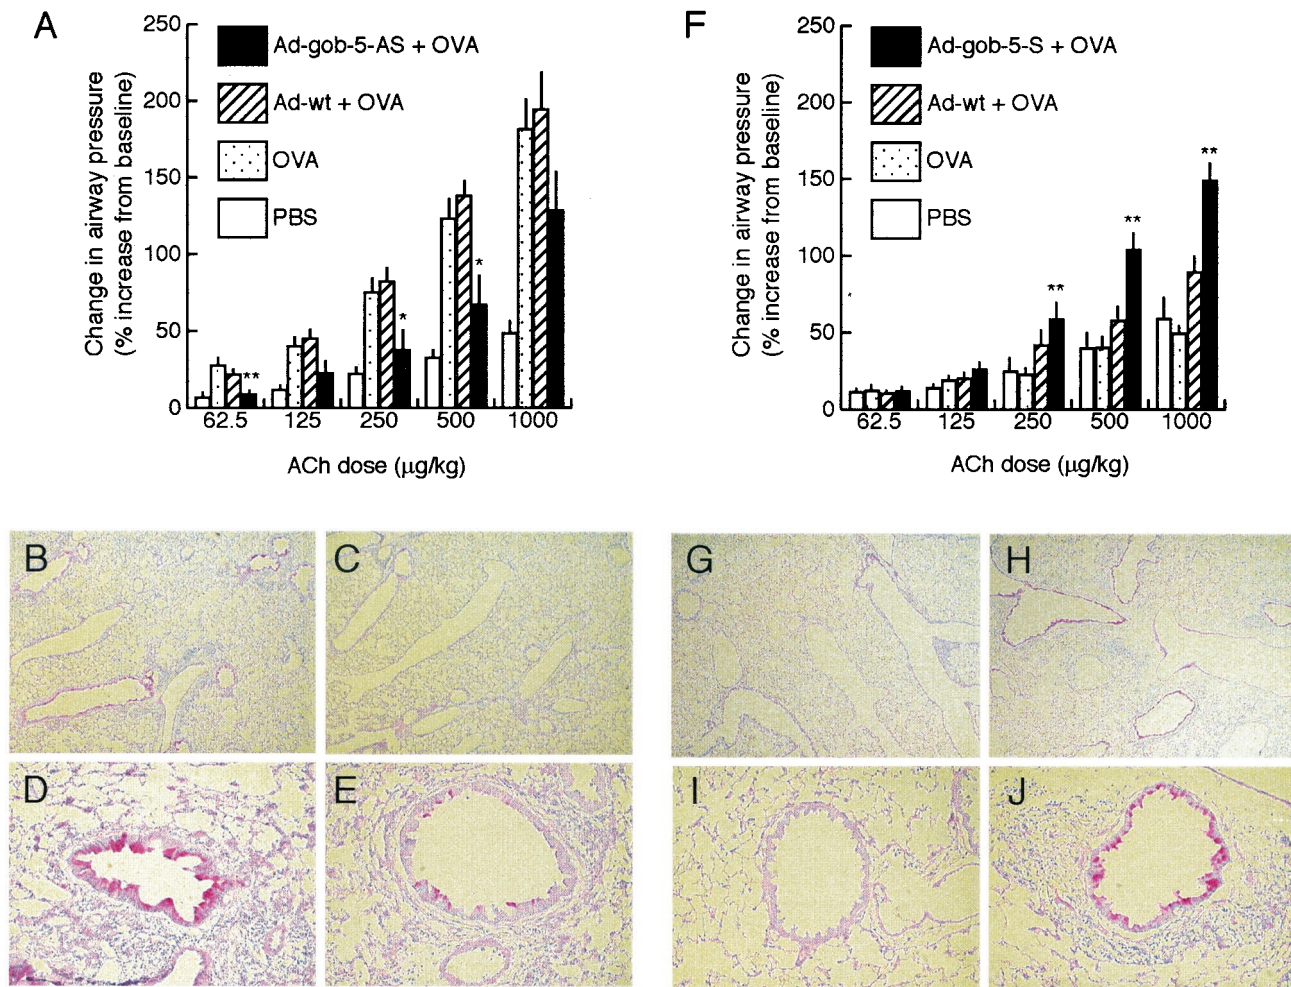 A
Change in airway pressure
(% increase from baseline)
250
200
150
100
50
0
Ad-gob-5-AS + OVA
Ad-wt + OVA
OVA
PBS
**
*
*
62.5 125 250 500 1000
ACh dose (μg/kg)
F
Change in airway pressure
(% increase from baseline)
250
200
150
100
50
0
Ad-gob-5-S + OVA
Ad-wt + OVA
OVA
PBS
**
**
**
62.5 125 250 500 1000
ACh dose (μg/kg)
B
C
G
H
D
E
I
J